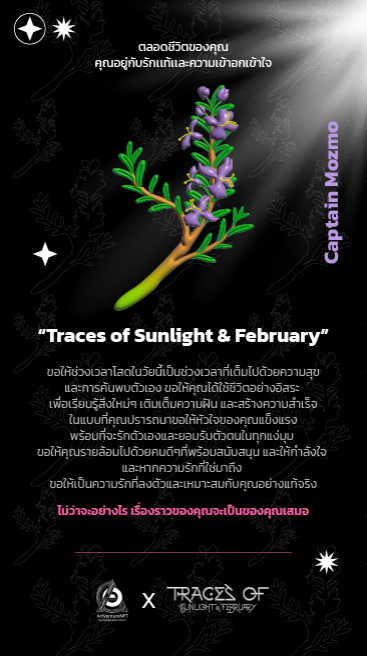 ตลอดชีวิตของคุณ
คุณอยู่กับรักแท้และความเข้าอกเข้าใจ
Captain Mozmo
“Traces of Sunlight & February”
ขอให้ช่วงเวลาโสดในวัยนี้เป็นช่วงเวลาที่เต็มไปด้วยความสุข
และการค้นพบตัวเอง ขอให้คุณได้ใช้ชีวิตอย่างอิสระ
เพื่อเรียนรู้สิ่งใหม่ๆ เติมเต็มความฝัน และสร้างความสำเร็จ
ในแบบที่คุณปรารถนาขอให้หัวใจของคุณแข็งแรง
พร้อมที่จะรักตัวเองและยอมรับตัวตนในทุกแง่มุม
ขอให้คุณรายล้อมไปด้วยคนดีๆที่พร้อมสนับสนุน และให้กำลังใจ
และหากความรักที่ใช่มาถึง
ขอให้เป็นความรักที่ลงตัวและเหมาะสมกับคุณอย่างแท้จริง
ไม่ว่าจะอย่างไร เรื่องราวของคุณจะเป็นของคุณเสมอ
ArtVentureNFT
X
TRACES OF
SUNLIGHT & FEBRUARY